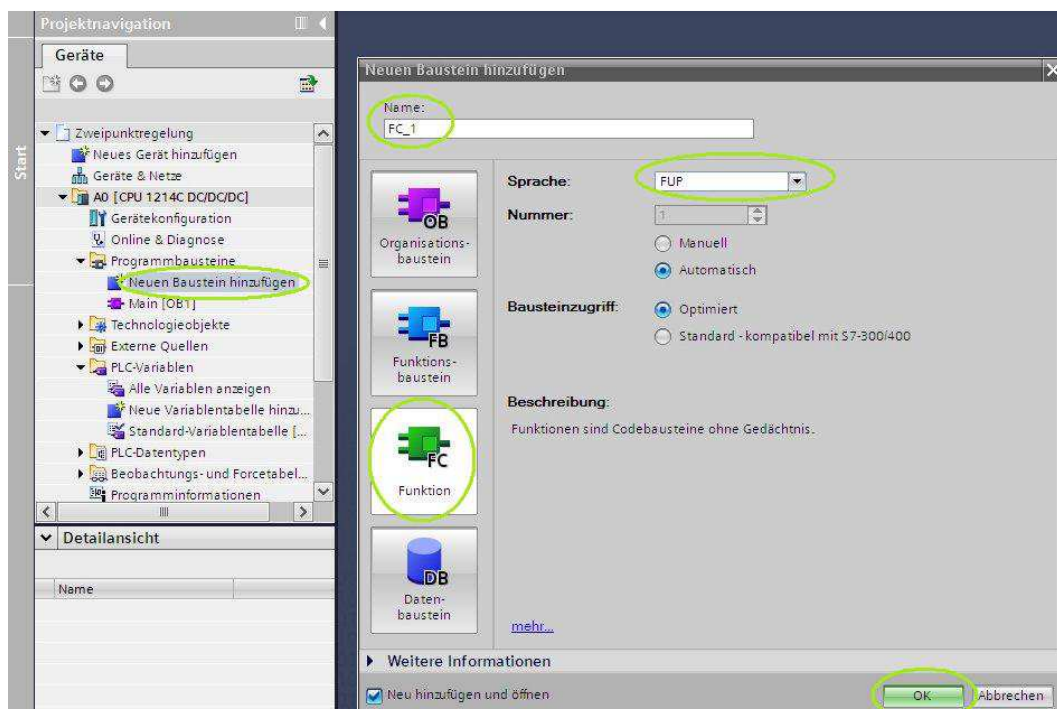 Projektnavigation
Geräte
Start
Zweipunktregelung
Neues Gerät hinzufügen
Geräte & Netze
A0 [CPU 1214C DC/DC/DC]
Gerätekonfiguration
Online & Diagnose
Programmbausteine
Neuen Baustein hinzufügen
Main [OB1]
Technologieobjekte
Externe Quellen
PLC-Variablen
Alle Variablen anzeigen
Neue Variablentabelle hinzu...
Standard-Variablentabelle [...
PLC-Datentypen
Beobachtungs- und Forcetabel...
Programminformationen
Detailansicht
Name
Neuen Baustein hinzufügen
Name:
FC_1
OB
Organisations-
baustein
FB
Funktions-
baustein
FC
Funktion
DB
Daten-
baustein
Sprache: FUP
Nummer: 1
Manuell
Automatisch
Bausteinzugriff: Optimiert
Standard - kompatibel mit S7-300/400
Beschreibung:
Funktionen sind Codebausteine ohne Gedächtnis.
mehr...
Weitere Informationen
Neu hinzufügen und öffnen
OK Abbrechen